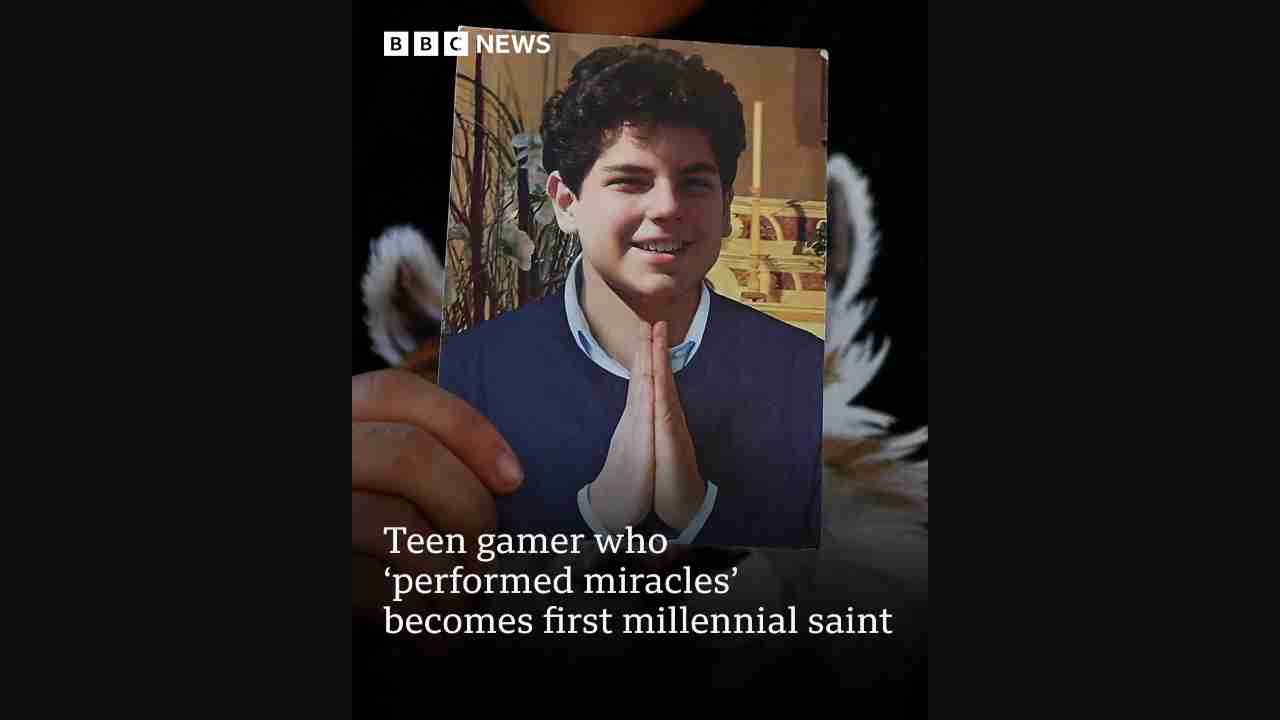 BBC NEWS
Teen gamer who
‘performed miracles’
becomes first millennial saint